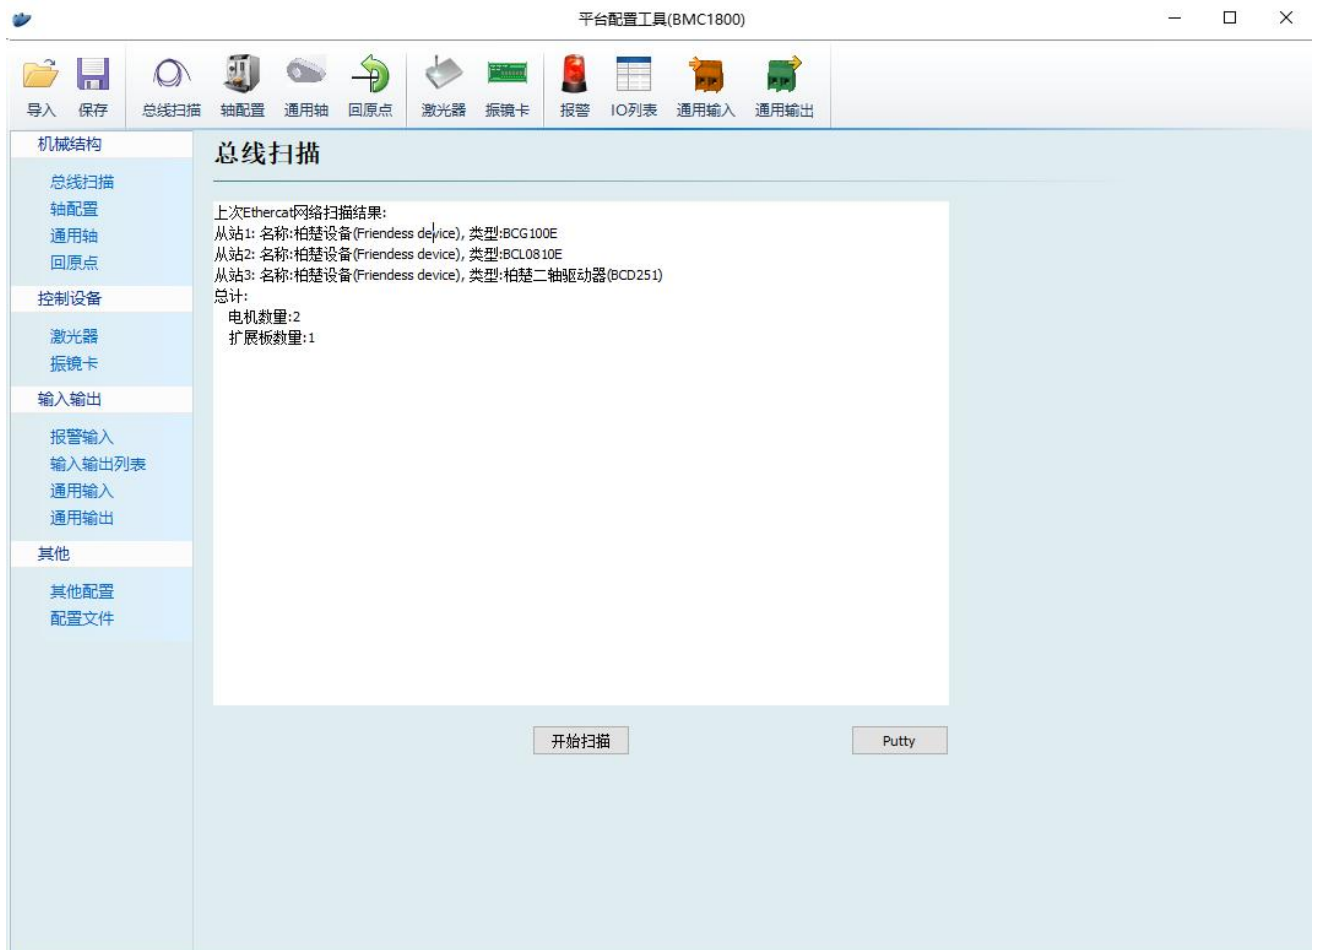 平台配置工具(BMC1800)
导入 保存 总线扫描 轴配置 通用轴 回原点 激光器 振镜卡 报警 IO列表 通用输入 通用输出
机械结构
总线扫描
轴配置
通用轴
回原点
控制设备
激光器
振镜卡
输入输出
报警输入
输入输出列表
通用输入
通用输出
其他
其他配置
配置文件
总线扫描
上次Ethercat网络扫描结果:
从站1: 名称:柏楚设备(Friendess device), 类型:BCG100E
从站2: 名称:柏楚设备(Friendess device), 类型:BCL0810E
从站3: 名称:柏楚设备(Friendess device), 类型:柏楚二轴驱动器(BCD251)
总计:
电机数量:2
扩展板数量:1
开始扫描 Putty